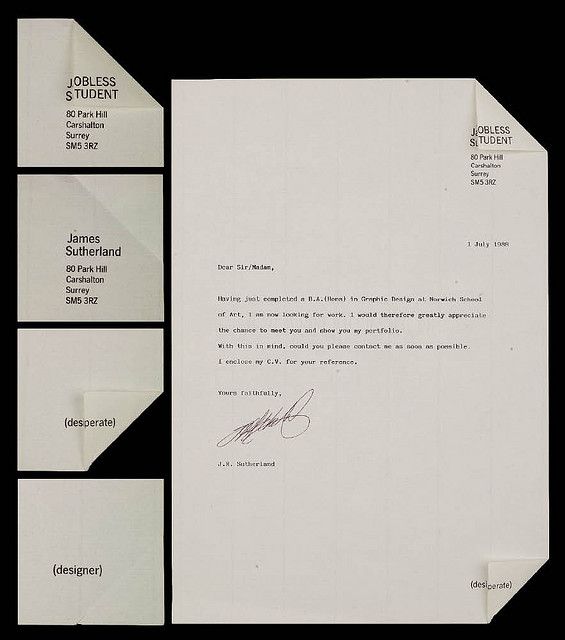 JOBLESS
STUDENT
80 Park Hill
Carshalton
Surrey
SM5 3RZ
James
Sutherland
80 Park Hill
Carshalton
Surrey
SM5 3RZ
(desperate)
(designer)
JOBLESS
STUDENT
80 Park Hill
Carshalton
Surrey
SM5 3RZ
1 July 1988
Dear Sir/Madam,
Having just completed a B.A.(Hons) in Graphic Design at Norwich School
of Art, I am now looking for work. I would therefore greatly appreciate
the chance to meet you and show you my portfolio.
With this in mind, could you please contact me as soon as possible.
I enclose my C.V. for your reference.
Yours faithfully,
J.R. Sutherland
(desperate)